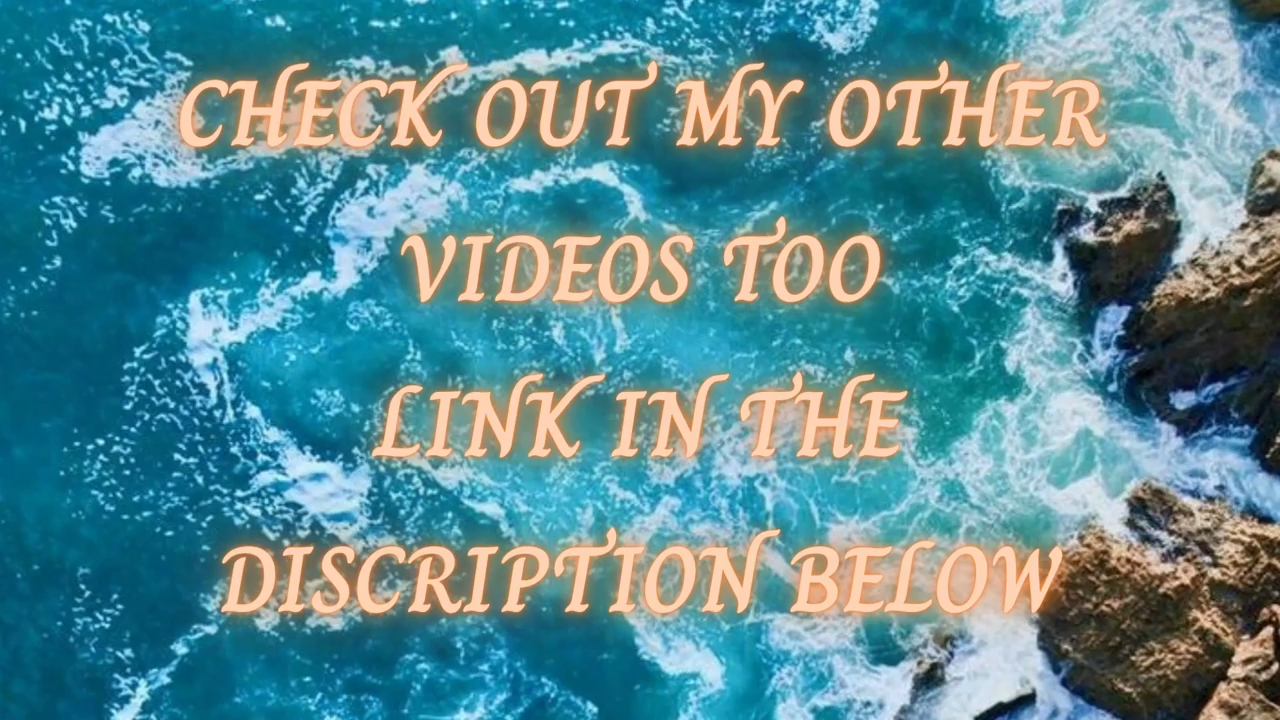 CHECK OUT MY OTHER
VIDEOS TOO
LINK IN THE
DISCRIPTION BELOW